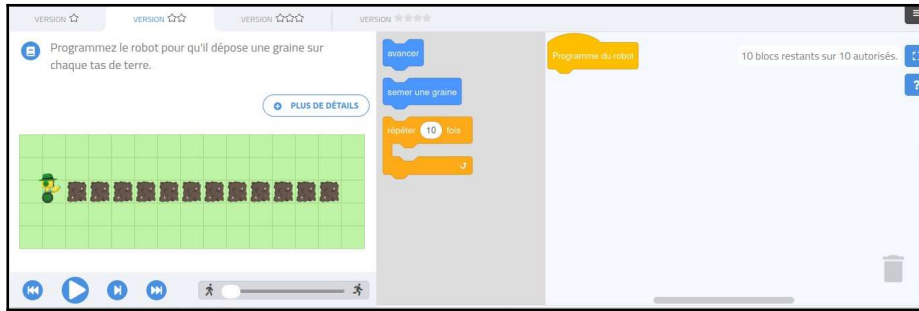 VERSION ☆ VERSION ☆☆ VERSION ☆☆☆ VERSION ★★★★
Programmez le robot pour qu'il dépose une graine sur
chaque tas de terre.
PLUS DE DÉTAILS
avancer
semer une graine
répéter 10 fois
Programme du robot
10 blocs restants sur 10 autorisés.
?